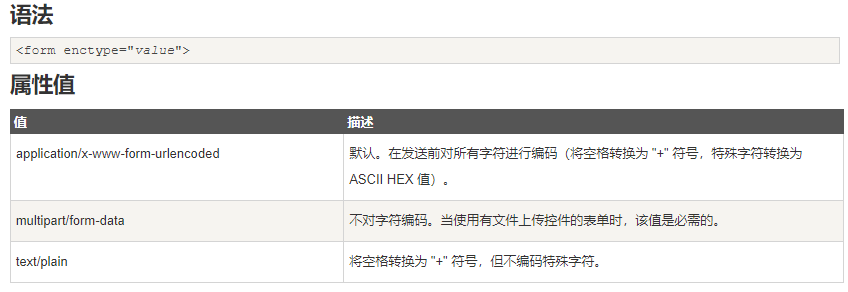 语法
<form enctype="value">
属性值
值 描述
application/x-www-form-urlencoded 默认。在发送前对所有字符进行编码（将空格转换为 "+" 符号，特殊字符转换为
ASCII HEX 值）。
multipart/form-data 不对字符编码。当使用有文件上传控件的表单时，该值是必需的。
text/plain 将空格转换为 "+" 符号，但不编码特殊字符。